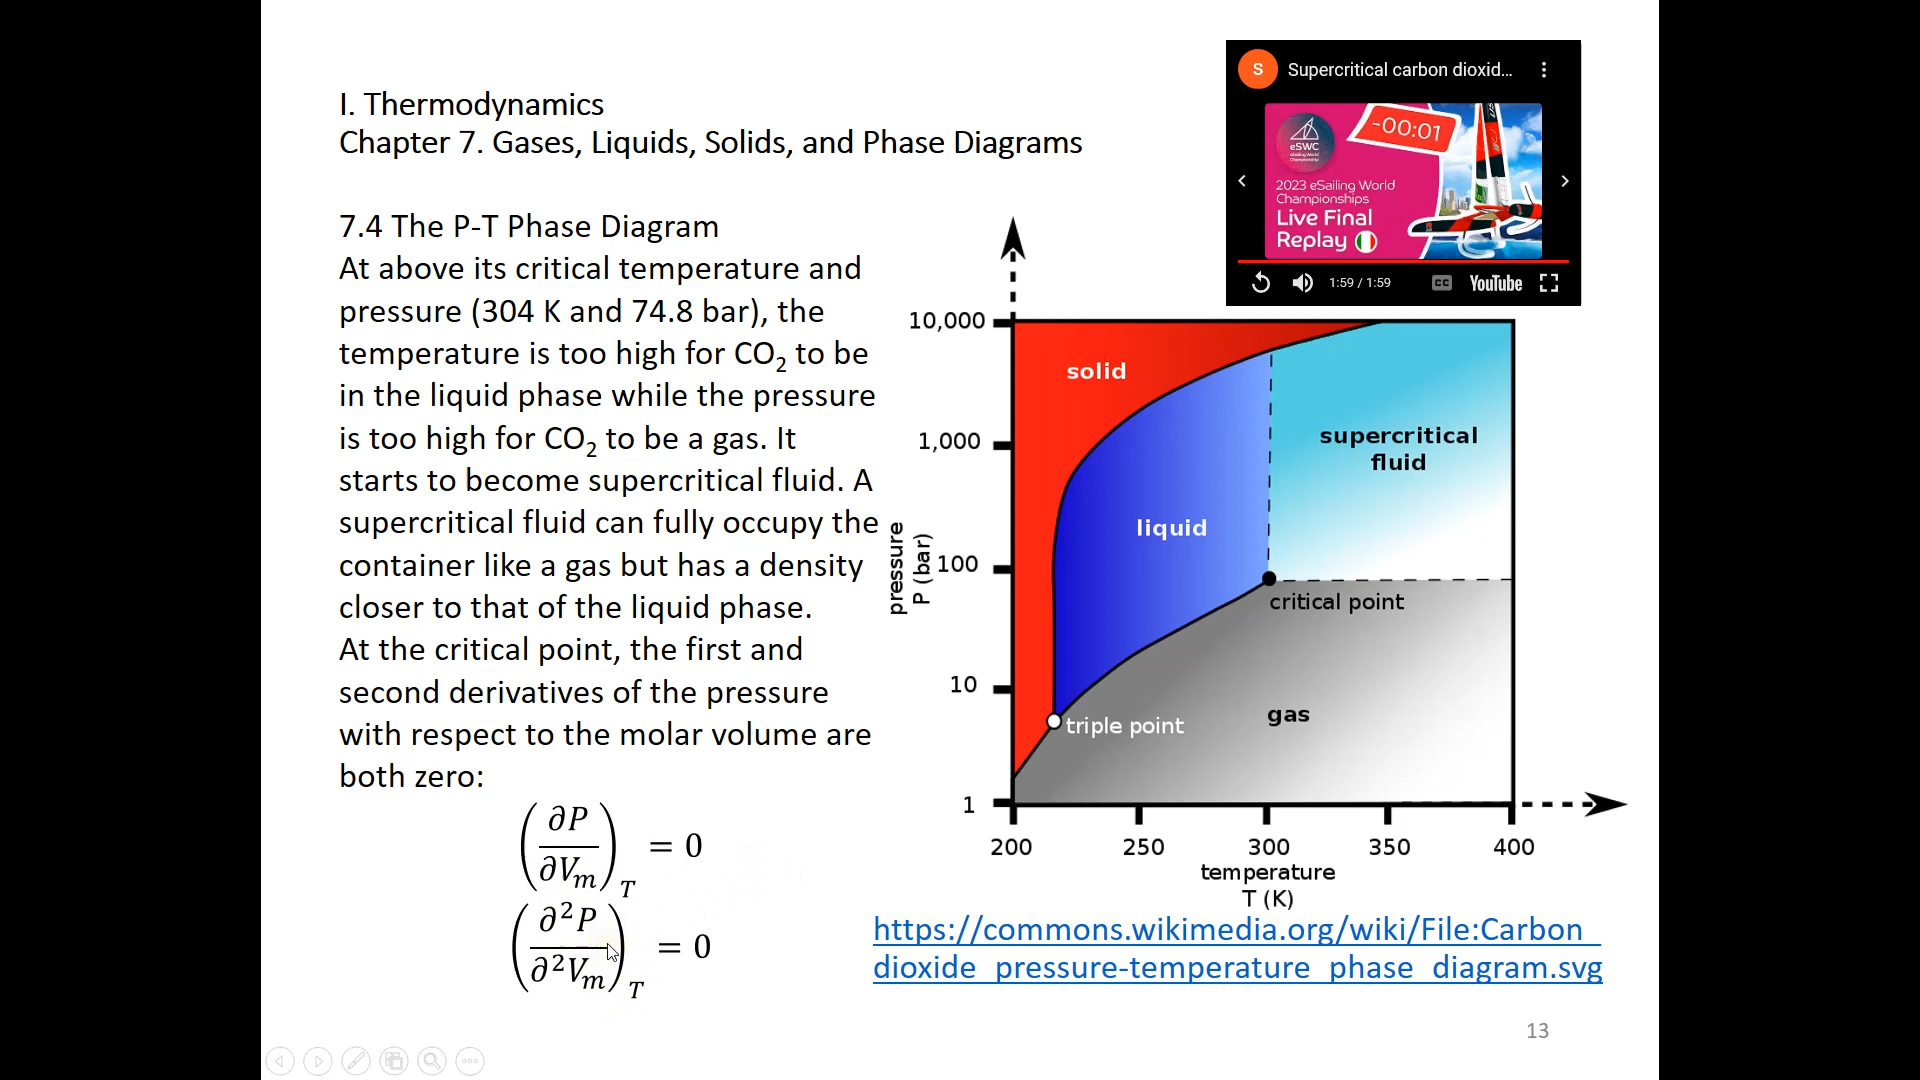 I. Thermodynamics
Chapter 7. Gases, Liquids, Solids, and Phase Diagrams
7.4 The P-T Phase Diagram
At above its critical temperature and
pressure (304 K and 74.8 bar), the
temperature is too high for CO₂ to be
in the liquid phase while the pressure
is too high for CO₂ to be a gas. It
starts to become supercritical fluid. A
supercritical fluid can fully occupy the
container like a gas but has a density
closer to that of the liquid phase.
At the critical point, the first and
second derivatives of the pressure
with respect to the molar volume are
both zero:
(∂P/∂Vₘ)_T = 0
(∂²P/∂²Vₘ)_T = 0
S Supercritical carbon dioxid...
-00:01
eSWC
2023 eSailing World
Championships
Live Final
Replay
1:59 / 1:59 CC YouTube
10,000
1,000
100
10
1
pressure
P (bar)
solid
liquid
supercritical
fluid
critical point
triple point
gas
200 250 300 350 400
temperature
T (K)
https://commons.wikimedia.org/wiki/File:Carbon_
dioxide_pressure-temperature_phase_diagram.svg
13